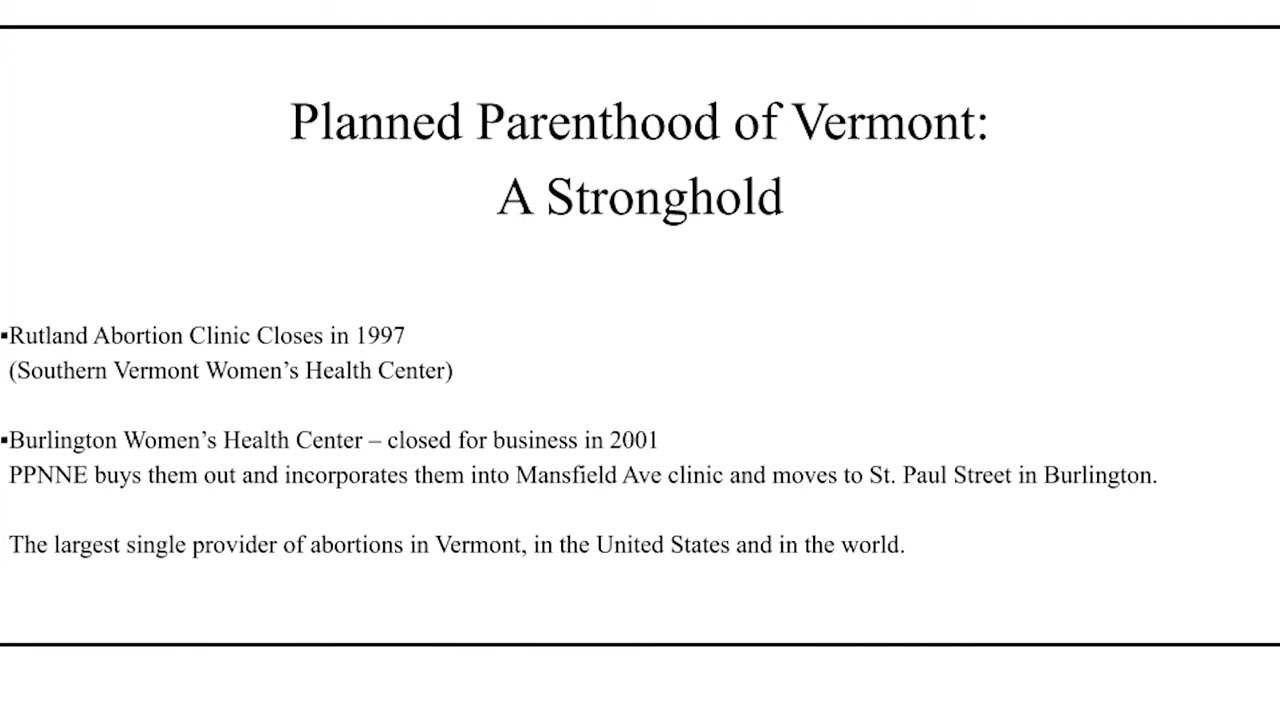 Planned Parenthood of Vermont:
A Stronghold
▪Rutland Abortion Clinic Closes in 1997
(Southern Vermont Women’s Health Center)
▪Burlington Women’s Health Center – closed for business in 2001
PPNNE buys them out and incorporates them into Mansfield Ave clinic and moves to St. Paul Street in Burlington.
The largest single provider of abortions in Vermont, in the United States and in the world.